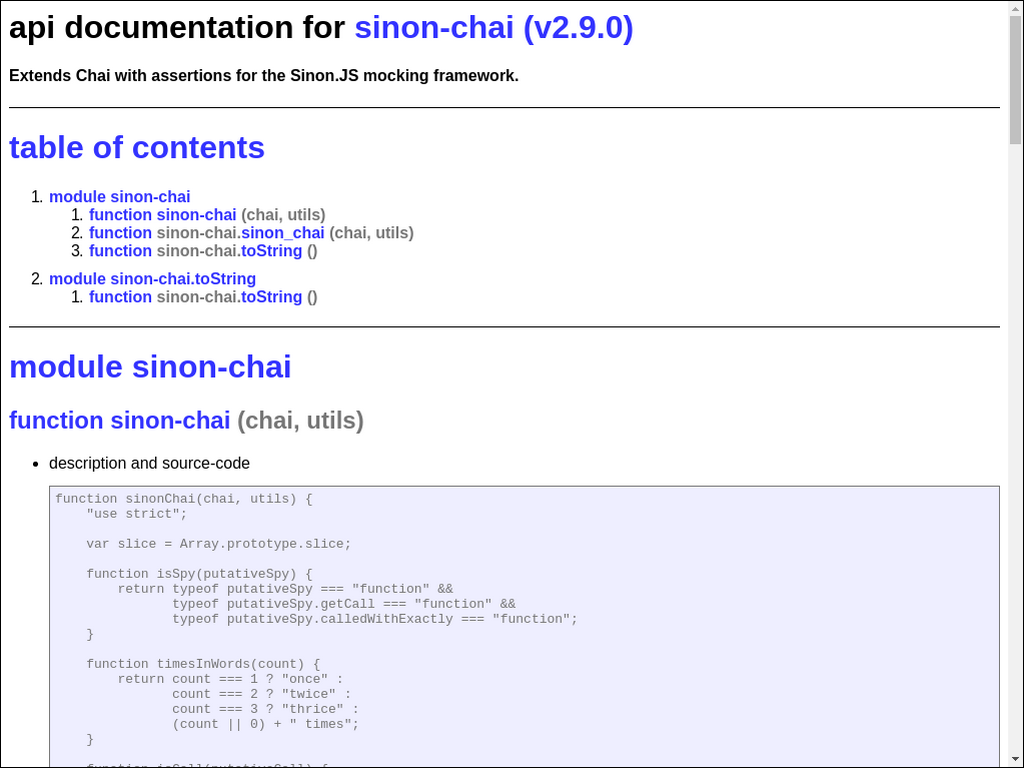 api documentation for sinon-chai (v2.9.0)
Extends Chai with assertions for the Sinon.JS mocking framework.
table of contents
1. module sinon-chai
1. function sinon-chai (chai, utils)
2. function sinon-chai.sinon_chai (chai, utils)
3. function sinon-chai.toString ()
2. module sinon-chai.toString
1. function sinon-chai.toString ()
module sinon-chai
function sinon-chai (chai, utils)
• description and source-code
function sinonChai(chai, utils) {
    "use strict";
    var slice = Array.prototype.slice;
    function isSpy(putativeSpy) {
        return typeof putativeSpy === "function" &&
               typeof putativeSpy.getCall === "function" &&
               typeof putativeSpy.calledWithExactly === "function";
    }
    function timesInWords(count) {
        return count === 1 ? "once" :
               count === 2 ? "twice" :
               count === 3 ? "thrice" :
               (count || 0) + " times";
    }
    function isCall(putativeCall) {